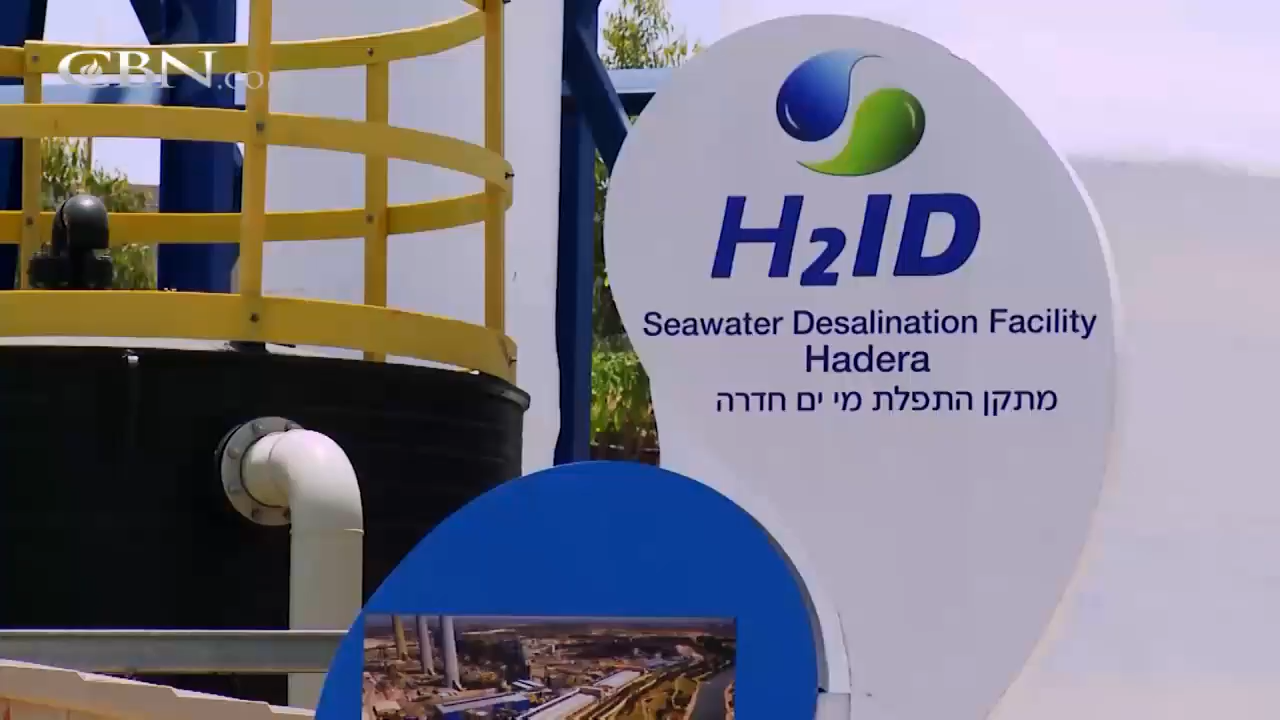 CBN.co
H2ID
Seawater Desalination Facility
Hadera
מתקן התפלת מי ים חדרה